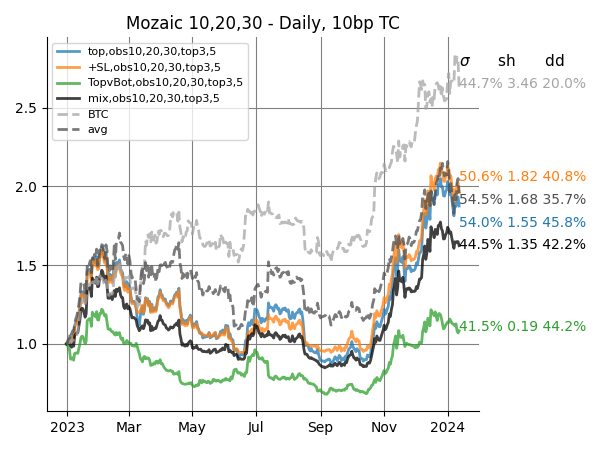 Mozaic 10,20,30 - Daily, 10bp TC
top,obs10,20,30,top3,5
+SL,obs10,20,30,top3,5
TopvBot,obs10,20,30,top3,5
mix,obs10,20,30,top3,5
BTC
avg
σ sh dd
44.7% 3.46 20.0%
50.6% 1.82 40.8%
54.5% 1.68 35.7%
54.0% 1.55 45.8%
44.5% 1.35 42.2%
41.5% 0.19 44.2%
2.5
2.0
1.5
1.0
2023 Mar May Jul Sep Nov 2024